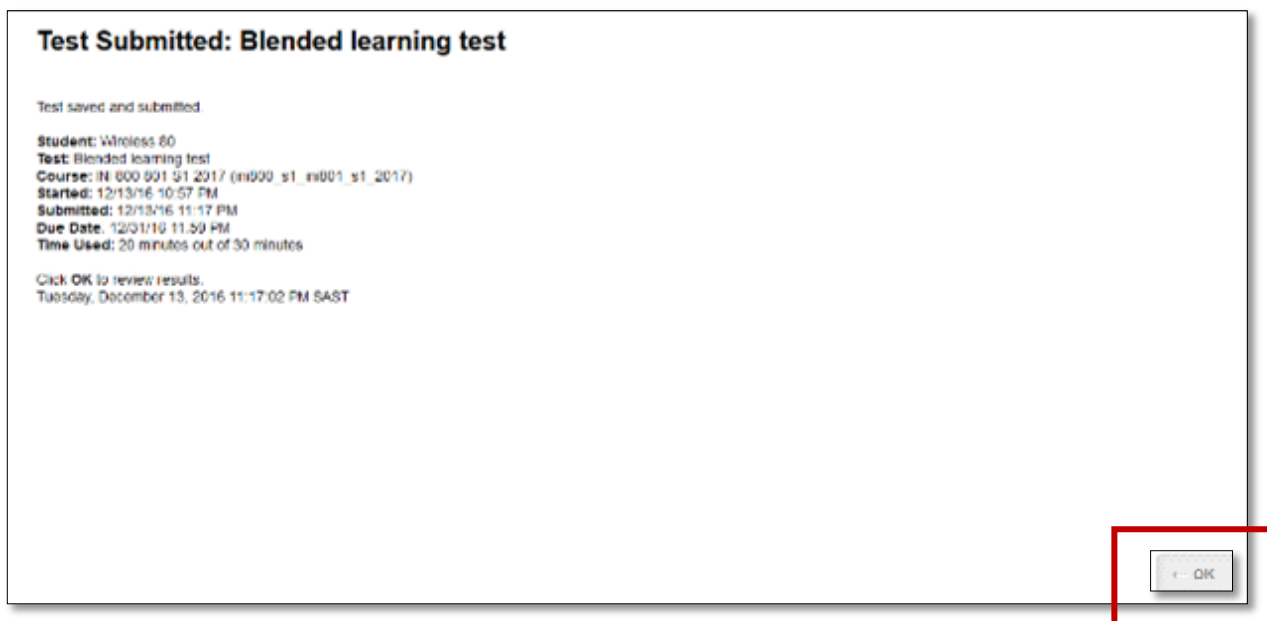 Test Submitted: Blended learning test
Test saved and submitted.
Student: Wireless 80
Test: Blended learning test
Course: INI 800 801 S1 2017 (ini800_s1_ini801_s1_2017)
Started: 12/13/16 10:57 PM
Submitted: 12/13/16 11:17 PM
Due Date: 12/31/16 11:59 PM
Time Used: 20 minutes out of 30 minutes
Click OK to review results.
Tuesday, December 13, 2016 11:17:02 PM SAST
← OK